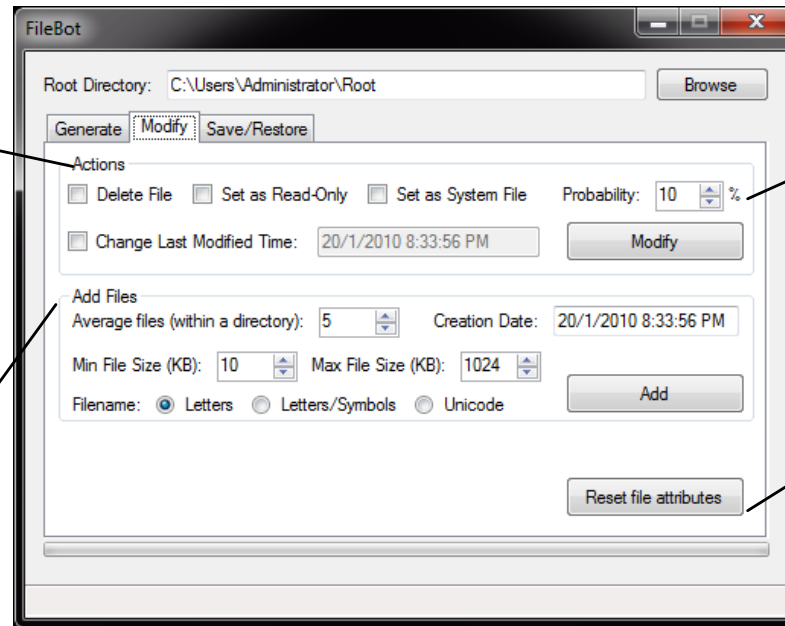 FileBot
Root Directory: C:\Users\Administrator\Root Browse
Generate Modify Save/Restore
Actions
Delete File Set as Read-Only Set as System File Probability: 10 %
Change Last Modified Time: 20/1/2010 8:33:56 PM Modify
Add Files
Average files (within a directory): 5 Creation Date: 20/1/2010 8:33:56 PM
Min File Size (KB): 10 Max File Size (KB): 1024
Filename: Letters Letters/Symbols Unicode Add
Reset file attributes